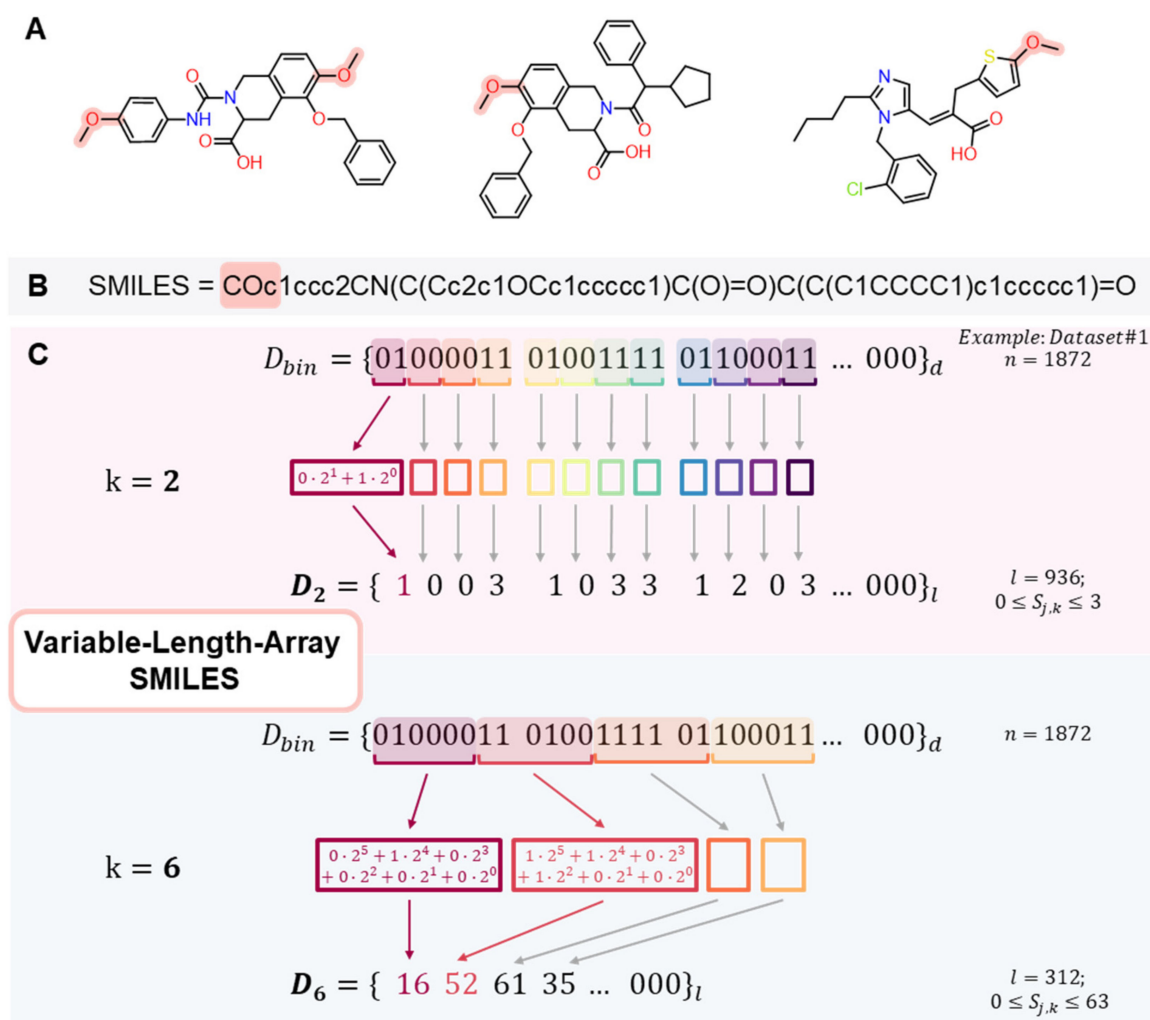 A
O
O
O
N
NH
O
O
OH
O
O
N
O
O
OH
N
N
S
O
O
HO
Cl
B SMILES = COc1ccc2CN(C(Cc2c1OCc1ccccc1)C(O)=O)C(C(C1CCCC1)c1ccccc1)=O
C
Example: Dataset#1
D_bin = {01000011 01001111 01100011 ... 000}_d n = 1872
k = 2 0 · 2^1 + 1 · 2^0
D_2 = { 1 0 0 3 1 0 3 3 1 2 0 3 ... 000}_l
l = 936;
0 ≤ S_{j,k} ≤ 3
Variable-Length-Array
SMILES
D_bin = {01000011 01001111 01100011 ... 000}_d n = 1872
k = 6
0 · 2^5 + 1 · 2^4 + 0 · 2^3
+ 0 · 2^2 + 0 · 2^1 + 0 · 2^0
1 · 2^5 + 1 · 2^4 + 0 · 2^3
+ 1 · 2^2 + 0 · 2^1 + 0 · 2^0
D_6 = { 16 52 61 35 ... 000}_l
l = 312;
0 ≤ S_{j,k} ≤ 63